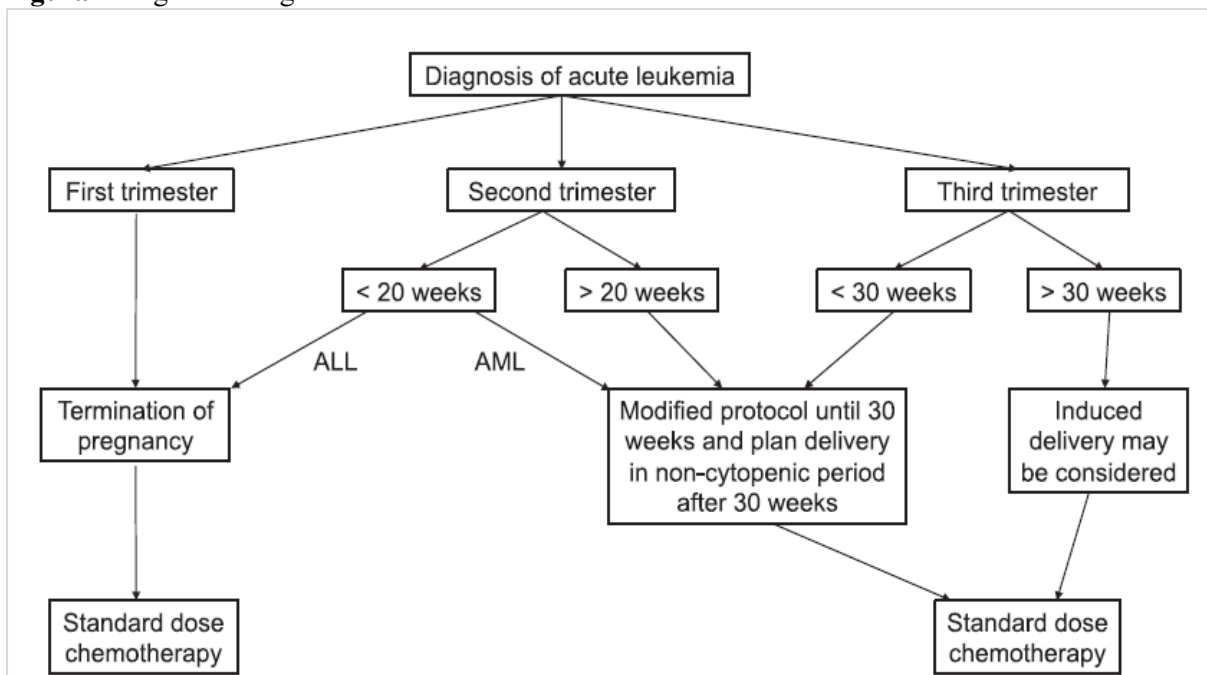 Diagnosis of acute leukemia
First trimester
Second trimester
Third trimester
< 20 weeks
> 20 weeks
< 30 weeks
> 30 weeks
ALL
AML
Termination of
pregnancy
Modified protocol until 30
weeks and plan delivery
in non-cytopenic period
after 30 weeks
Induced
delivery may
be considered
Standard dose
chemotherapy
Standard dose
chemotherapy